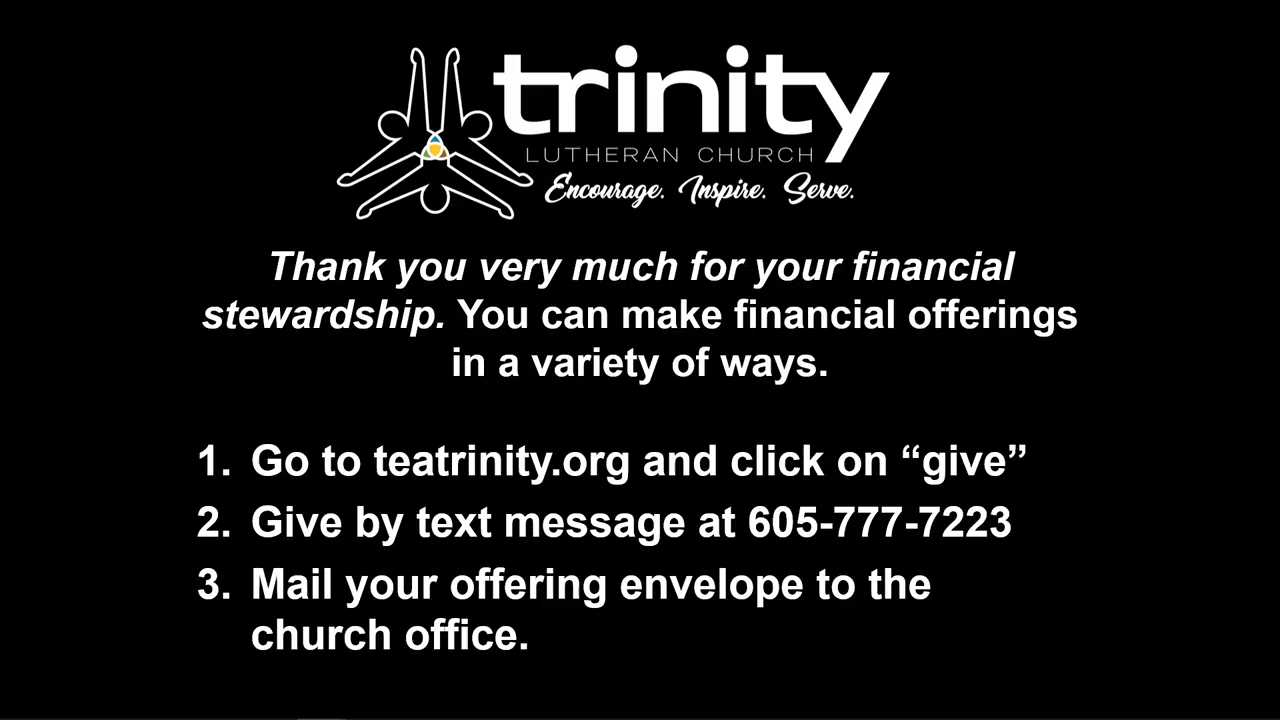 trinity
LUTHERAN CHURCH
Encourage. Inspire. Serve.
Thank you very much for your financial
stewardship. You can make financial offerings
in a variety of ways.
1. Go to teatrinity.org and click on “give”
2. Give by text message at 605-777-7223
3. Mail your offering envelope to the
church office.